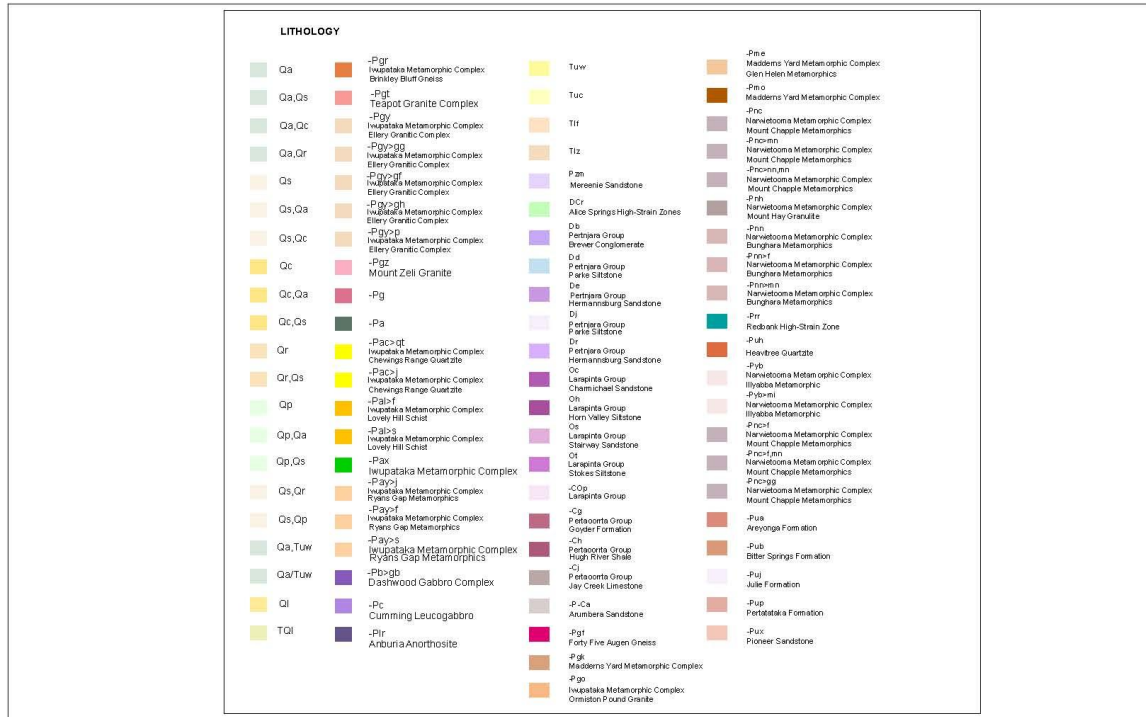 LITHOLOGY
Qa
Qa,Qs
Qa,Qc
Qa,Qr
Qs
Qs,Qa
Qs,Qc
Qc
Qc,Qa
Qc,Qs
Qr
Qr,Qs
Qp
Qp,Qa
Qp,Qs
Qs,Qr
Qs,Qp
Qa,Tuw
Qa/Tuw
Ql
TQl
-Pgr
Iwupataka Metamorphic Complex
Brinkley Bluff Gneiss
-Pgt
Teapot Granite Complex
-Pgy
Iwupataka Metamorphic Complex
Ellery Granitic Complex
-Pgy>gg
Iwupataka Metamorphic Complex
Ellery Granitic Complex
-Pgy>gf
Iwupataka Metamorphic Complex
Ellery Granitic Complex
-Pgy>gh
Iwupataka Metamorphic Complex
Ellery Granitic Complex
-Pgy>p
Iwupataka Metamorphic Complex
Ellery Granitic Complex
-Pgz
Mount Zeli Granite
-Pg
-Pa
-Pac>qt
Iwupataka Metamorphic Complex
Chewings Range Quartzite
-Pac>j
Iwupataka Metamorphic Complex
Chewings Range Quartzite
-Pal>f
Iwupataka Metamorphic Complex
Lovely Hill Schist
-Pal>s
Iwupataka Metamorphic Complex
Lovely Hill Schist
-Pax
Iwupataka Metamorphic Complex
-Pay>j
Iwupataka Metamorphic Complex
Ryans Gap Metamorphics
-Pay>f
Iwupataka Metamorphic Complex
Ryans Gap Metamorphics
-Pay>s
Iwupataka Metamorphic Complex
Ryans Gap Metamorphics
-Pb>gb
Dashwood Gabbro Complex
-Pc
Cumming Leucogabbro
-Plr
Anburia Anorthosite
Tuw
Tuc
Tlf
Tlz
Pzm
Mereenie Sandstone
DCr
Alice Springs High-Strain Zones
Db
Pertnjara Group
Brewer Conglomerate
Dd
Pertnjara Group
Parke Siltstone
De
Pertnjara Group
Hermannsburg Sandstone
Dj
Pertnjara Group
Parke Siltstone
Dr
Pertnjara Group
Hermannsburg Sandstone
Oc
Larapinta Group
Charmichael Sandstone
Oh
Larapinta Group
Horn Valley Siltstone
Os
Larapinta Group
Stairway Sandstone
Ot
Larapinta Group
Stokes Siltstone
-COp
Larapinta Group
-Cg
Pertaoorrta Group
Goyder Formation
-Ch
Pertaoorrta Group
Hugh River Shale
-Cj
Pertaoorrta Group
Jay Creek Limestone
-P-Ca
Arumbera Sandstone
-Pgf
Forty Five Augen Gneiss
-Pgk
Madderns Yard Metamorphic Complex
-Pgo
Iwupataka Metamorphic Complex
Ormiston Pound Granite
-Pme
Madderns Yard Metamorphic Complex
Glen Helen Metamorphics
-Pmo
Madderns Yard Metamorphic Complex
-Pnc
Narwietooma Metamorphic Complex
Mount Chapple Metamorphics
-Pnc>mn
Narwietooma Metamorphic Complex
Mount Chapple Metamorphics
-Pnc>nn,mn
Narwietooma Metamorphic Complex
Mount Chapple Metamorphics
-Pnh
Narwietooma Metamorphic Complex
Mount Hay Granulite
-Pnn
Narwietooma Metamorphic Complex
Bunghara Metamorphics
-Pnn>f
Narwietooma Metamorphic Complex
Bunghara Metamorphics
-Pnn>mn
Narwietooma Metamorphic Complex
Bunghara Metamorphics
-Prr
Redbank High-Strain Zone
-Puh
Heavitree Quartzite
-Pyb
Narwietooma Metamorphic Complex
Illyabba Metamorphic
-Pyb>mi
Narwietooma Metamorphic Complex
Illyabba Metamorphic
-Pnc>f
Narwietooma Metamorphic Complex
Mount Chapple Metamorphics
-Pnc>f,mn
Narwietooma Metamorphic Complex
Mount Chapple Metamorphics
-Pnc>gg
Narwietooma Metamorphic Complex
Mount Chapple Metamorphics
-Pua
Areyonga Formation
-Pub
Bitter Springs Formation
-Puj
Julie Formation
-Pup
Pertatataka Formation
-Pux
Pioneer Sandstone